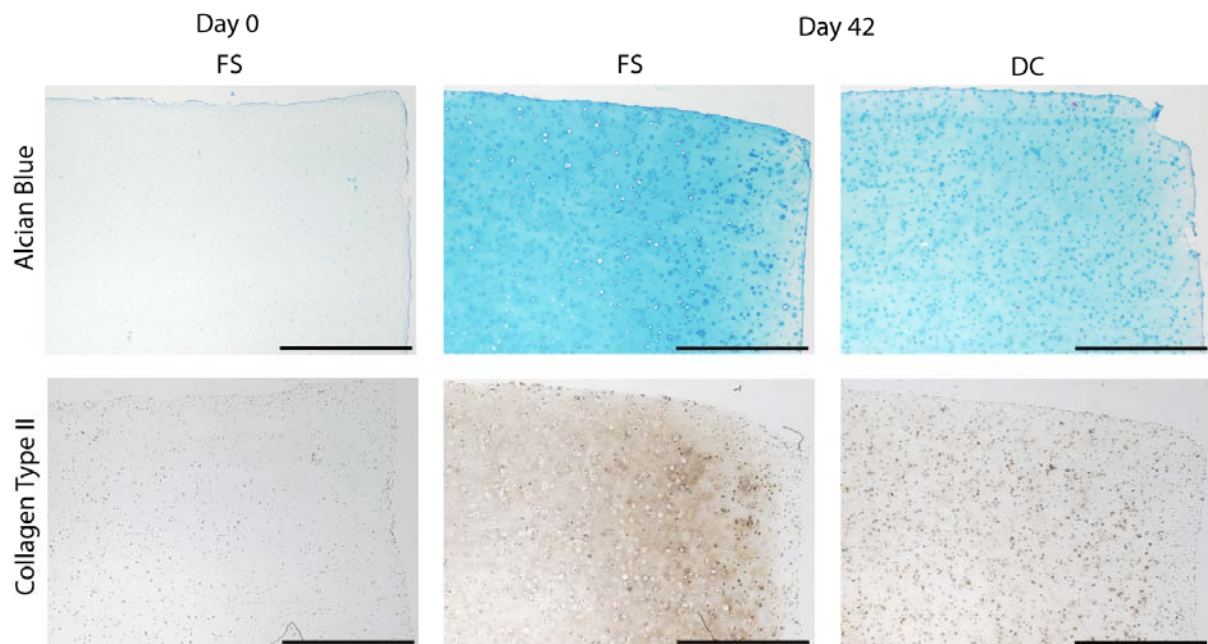 Day 0
Day 42
FS
FS
DC
Alcian Blue
Collagen Type II